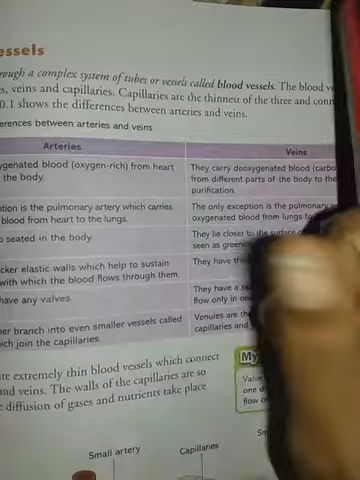 essels
rough a complex system of tubes or vessels called blood vessels. The blood
s, veins and capillaries. Capillaries are the thinnest of the three and conn
0.1 shows the differences between arteries and veins.
erences between arteries and veins
Arteries
Veins
ygenated blood (oxygen-rich) from heart
the body.
They carry deoxygenated blood (carbo
from different parts of the body to the
purification.
tion is the pulmonary artery which carries
blood from heart to the lungs.
The only exception is the pulmonary
oxygenated blood from lungs to
o seated in the body.
They lie closer to the surface
seen as
cker elastic walls which help to sustain
with which the blood flows through them.
They have
have any valves.
They have a
flow only in
er branch into even smaller vessels called
ich join the capillaries.
Venules are
capillaries and
re extremely thin blood vessels which connect
and veins. The walls of the capillaries are so
e diffusion of gases and nutrients take place
My
Valve
one d
flow o
Small artery
Capillaries